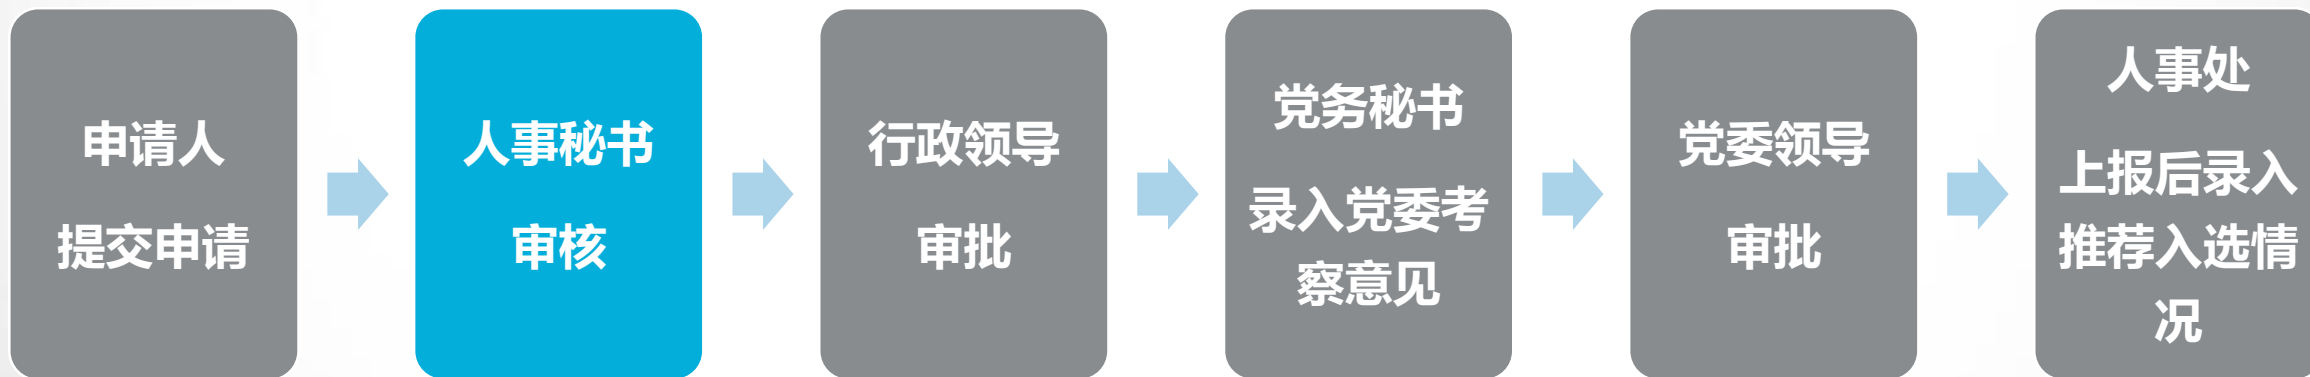 申请人
提交申请
人事秘书
审核
行政领导
审批
党务秘书
录入党委考
察意见
党委领导
审批
人事处
上报后录入
推荐入选情
况